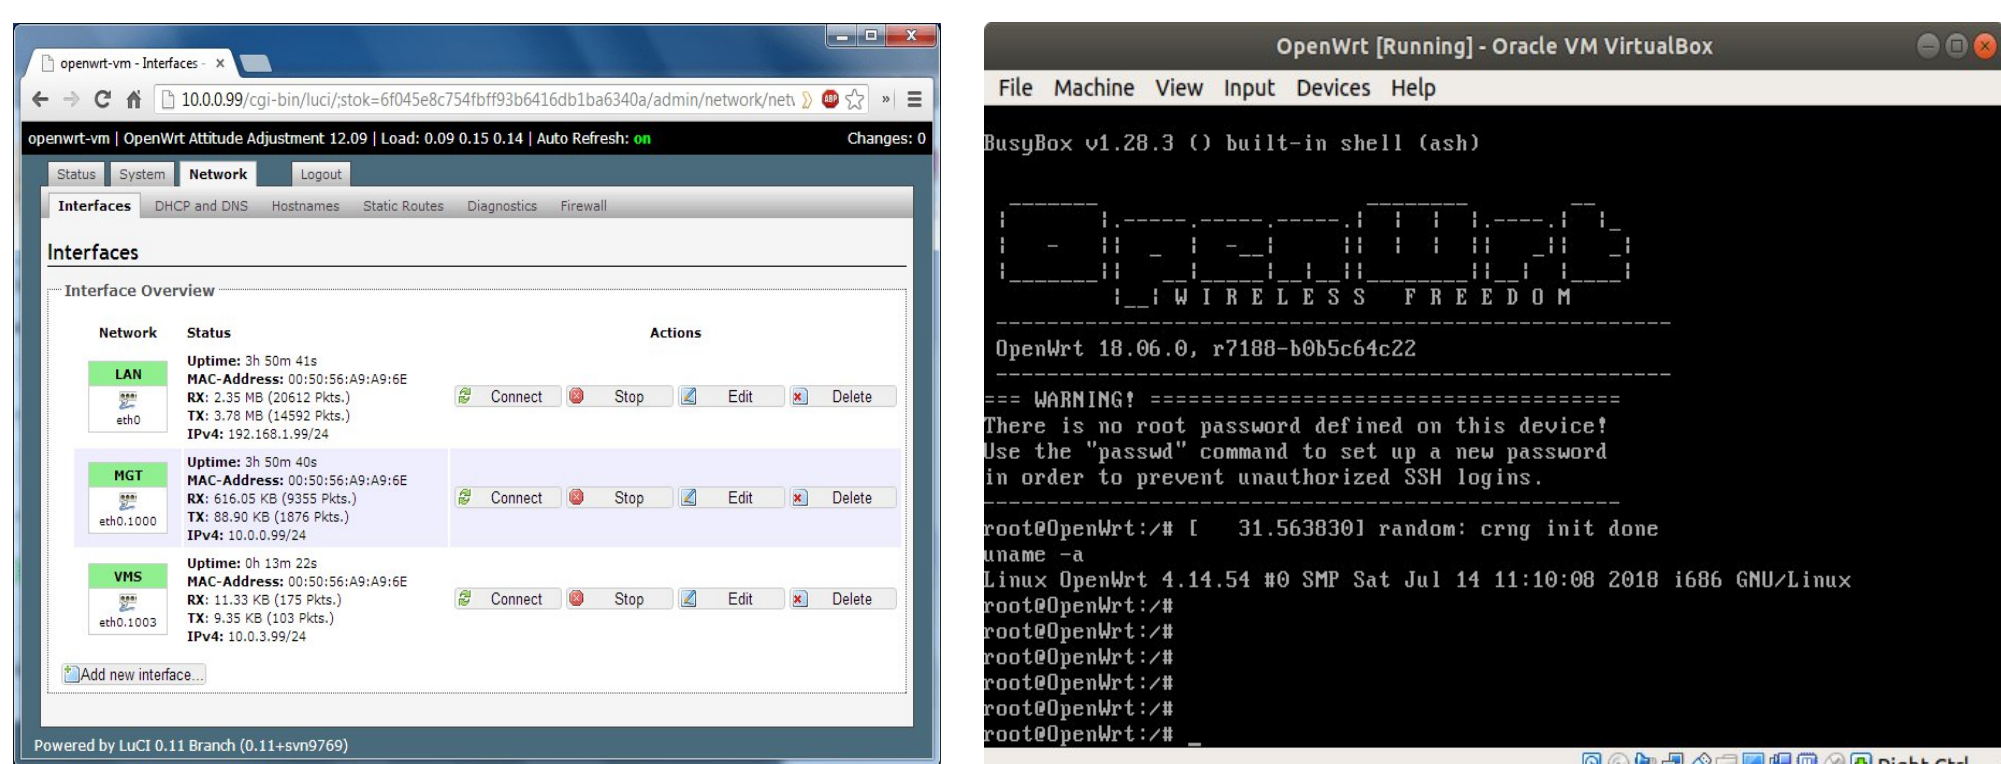 openwrt-vm - Interfaces -
10.0.0.99/cgi-bin/luci/;stok=6f045e8c754fbff93b6416db1ba6340a/admin/network/netv
ABP
openwrt-vm | OpenWrt Attitude Adjustment 12.09 | Load: 0.09 0.15 0.14 | Auto Refresh: on Changes: 0
Status System Network Logout
Interfaces DHCP and DNS Hostnames Static Routes Diagnostics Firewall
Interfaces
Interface Overview
Network Status Actions
LAN
eth0
Uptime: 3h 50m 41s
MAC-Address: 00:50:56:A9:A9:6E
RX: 2.35 MB (20612 Pkts.)
TX: 3.78 MB (14592 Pkts.)
IPv4: 192.168.1.99/24
Connect Stop Edit Delete
MGT
eth0.1000
Uptime: 3h 50m 40s
MAC-Address: 00:50:56:A9:A9:6E
RX: 616.05 KB (9355 Pkts.)
TX: 88.90 KB (1876 Pkts.)
IPv4: 10.0.0.99/24
Connect Stop Edit Delete
VMS
eth0.1003
Uptime: 0h 13m 22s
MAC-Address: 00:50:56:A9:A9:6E
RX: 11.33 KB (175 Pkts.)
TX: 9.35 KB (103 Pkts.)
IPv4: 10.0.3.99/24
Connect Stop Edit Delete
Add new interface...
Powered by LuCI 0.11 Branch (0.11+svn9769)
OpenWrt [Running] - Oracle VM VirtualBox
File Machine View Input Devices Help
BusyBox v1.28.3 () built-in shell (ash)
OpenWrt
W I R E L E S S F R E E D O M
OpenWrt 18.06.0, r7188-b0b5c64c22
=== WARNING! =====================================
There is no root password defined on this device!
Use the "passwd" command to set up a new password
in order to prevent unauthorized SSH logins.
root@OpenWrt:/# [ 31.563830] random: crng init done
uname -a
Linux OpenWrt 4.14.54 #0 SMP Sat Jul 14 11:10:08 2018 i686 GNU/Linux
root@OpenWrt:/#
root@OpenWrt:/#
root@OpenWrt:/#
root@OpenWrt:/#
root@OpenWrt:/#
root@OpenWrt:/# _
Right Ctrl